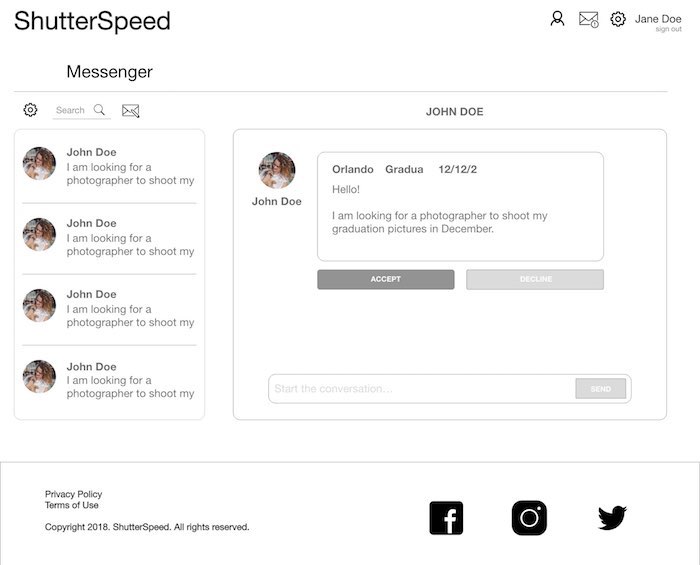 ShutterSpeed
Jane Doe
sign out
Messenger
Search
JOHN DOE
John Doe
I am looking for a
photographer to shoot my
John Doe
I am looking for a
photographer to shoot my
John Doe
I am looking for a
photographer to shoot my
John Doe
I am looking for a
photographer to shoot my
John Doe
Orlando Gradua 12/12/2
Hello!
I am looking for a photographer to shoot my
graduation pictures in December.
ACCEPT DECLINE
Start the conversation...
SEND
Privacy Policy
Terms of Use
Copyright 2018. ShutterSpeed. All rights reserved.